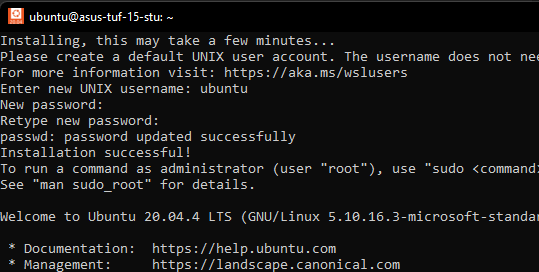 ubuntu@asus-tuf-15-stu: ~
Installing, this may take a few minutes...
Please create a default UNIX user account. The username does not
For more information visit: https://aka.ms/wslusers
Enter new UNIX username: ubuntu
New password:
Retype new password:
passwd: password updated successfully
Installation successful!
To run a command as administrator (user "root"), use "sudo <command
See "man sudo_root" for details.
Welcome to Ubuntu 20.04.4 LTS (GNU/Linux 5.10.16.3-microsoft-standar
* Documentation: https://help.ubuntu.com
* Management: https://landscape.canonical.com